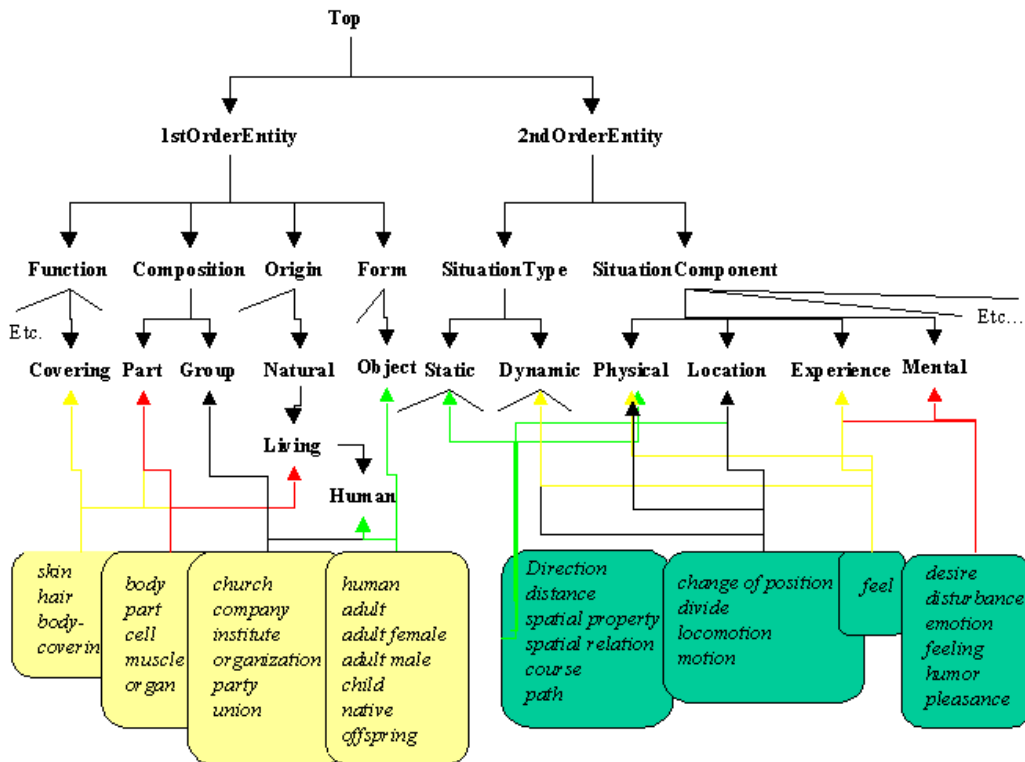 Top
1stOrderEntity 2ndOrderEntity
Function Composition Origin Form SituationType SituationComponent
Etc. Etc...
Covering Part Group Natural Object Static Dynamic Physical Location Experience Mental
Living
Human
skin
hair
body-
coverin
body
part
cell
muscle
organ
church
company
institute
organization
party
union
human
adult
adult female
adult male
child
native
offspring
Direction
distance
spatial property
spatial relation
course
path
change of position
divide
locomotion
motion
feel
desire
disturbance
emotion
feeling
humor
pleasance